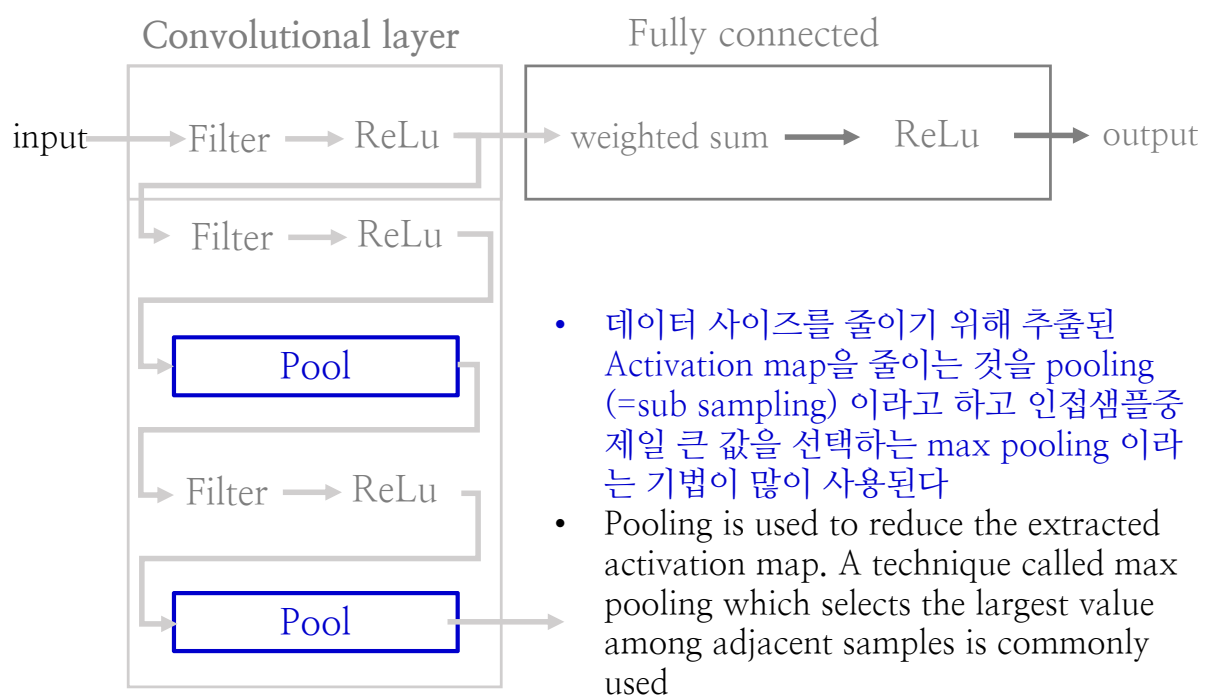 Convolutional layer
Fully connected
input
Filter
ReLu
weighted sum
ReLu
output
Filter
ReLu
Pool
Filter
ReLu
Pool
• 데이터 사이즈를 줄이기 위해 추출된
Activation map을 줄이는 것을 pooling
(=sub sampling) 이라고 하고 인접샘플중
제일 큰 값을 선택하는 max pooling 이라
는 기법이 많이 사용된다
• Pooling is used to reduce the extracted
activation map. A technique called max
pooling which selects the largest value
among adjacent samples is commonly
used